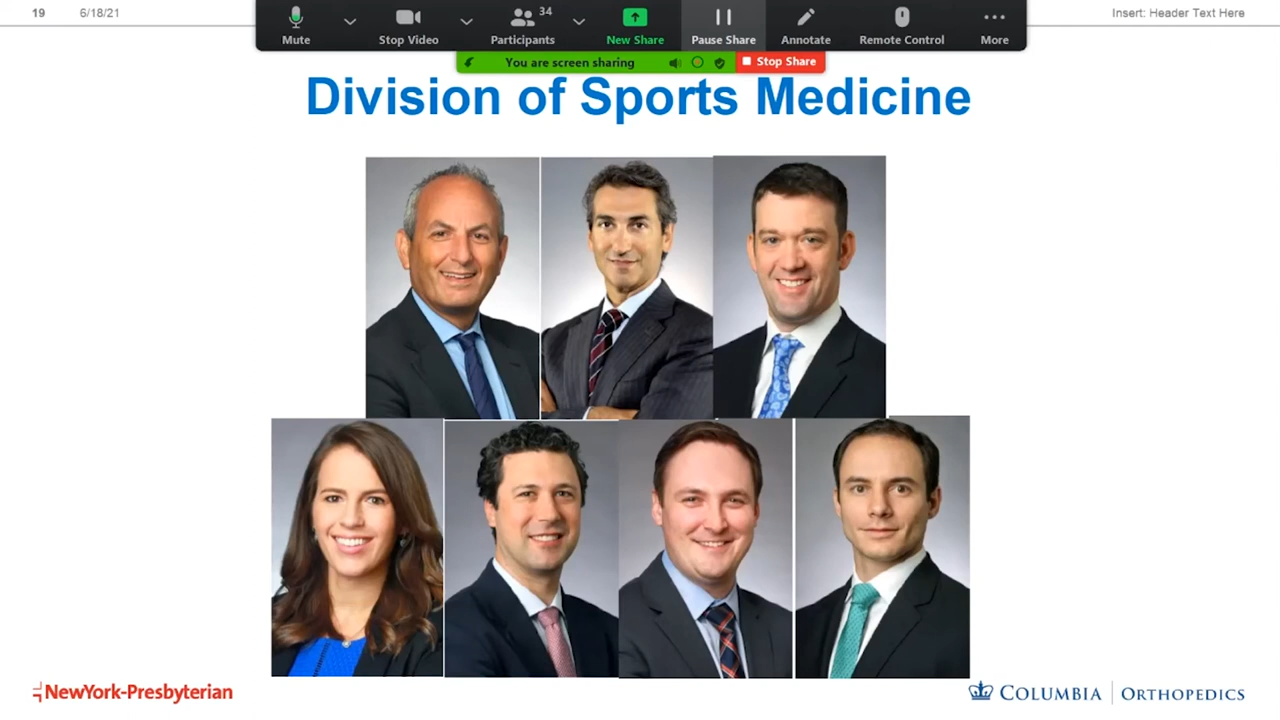 19
6/18/21
34
Mute
Stop Video
Participants
New Share
Pause Share
Annotate
Remote Control
More
Insert: Header Text Here
You are screen sharing
Stop Share
Division of Sports Medicine
NewYork-Presbyterian
COLUMBIA
ORTHOPEDICS